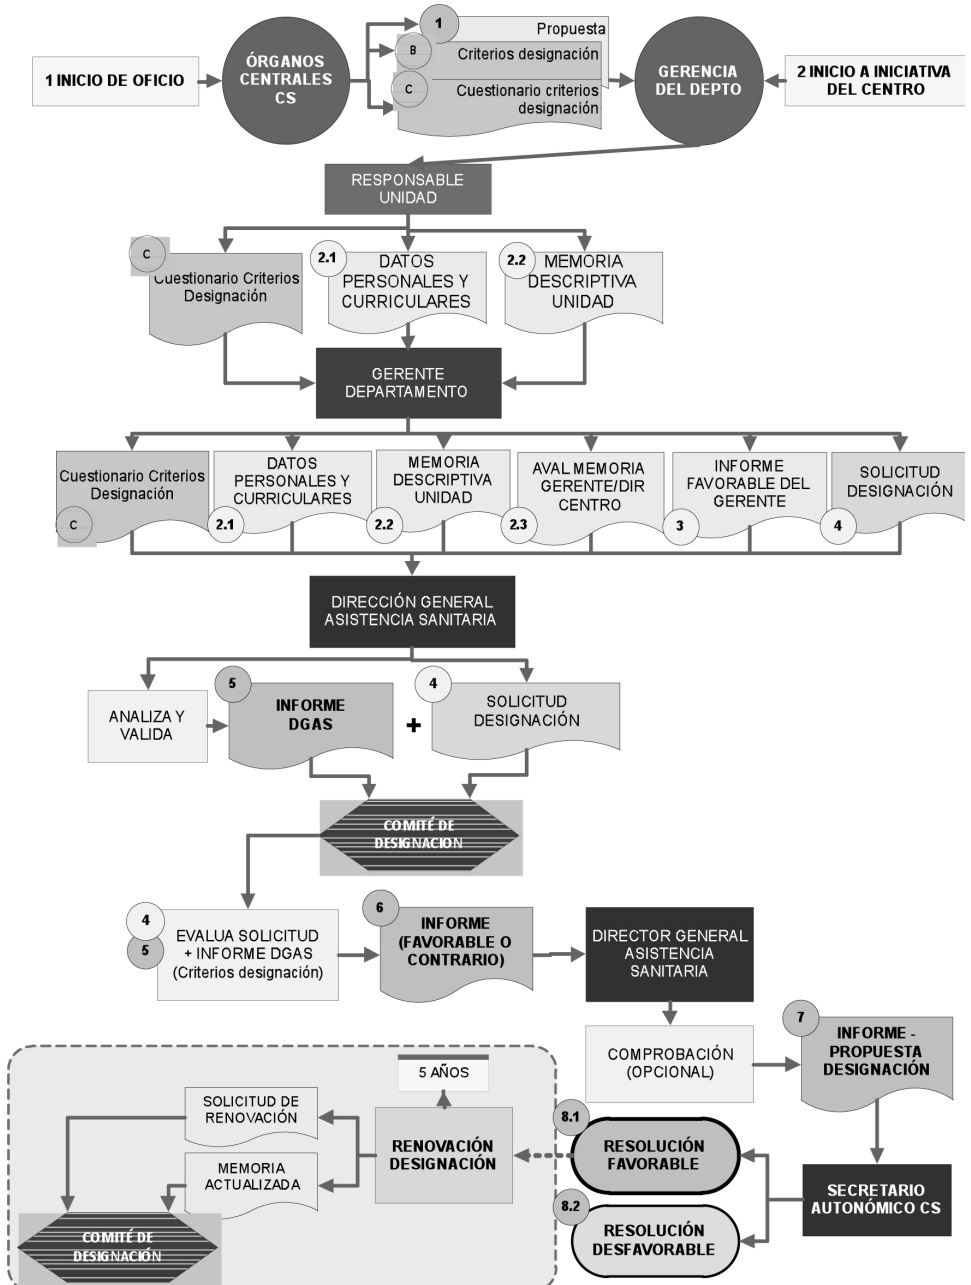 1 INICIO DE OFICIO
ÓRGANOS
CENTRALES
CS
1
Propuesta
B
Criterios designación
C
Cuestionario criterios
designación
GERENCIA
DEL DEPTO
2 INICIO A INICIATIVA
DEL CENTRO
RESPONSABLE
UNIDAD
C
Cuestionario Criterios
Designación
2.1
DATOS
PERSONALES Y
CURRICULARES
2.2
MEMORIA
DESCRIPTIVA
UNIDAD
GERENTE
DEPARTAMENTO
Cuestionario Criterios
Designación
C
DATOS
PERSONALES Y
CURRICULARES
2.1
MEMORIA
DESCRIPTIVA
UNIDAD
2.2
AVAL MEMORIA
GERENTE/DIR
CENTRO
2.3
INFORME
FAVORABLE DEL
GERENTE
3
SOLICITUD
DESIGNACIÓN
4
DIRECCIÓN GENERAL
ASISTENCIA SANITARIA
ANALIZA Y
VALIDA
5
INFORME
DGAS
+
4
SOLICITUD
DESIGNACIÓN
COMITÉ DE
DESIGNACION
4
5
EVALUA SOLICITUD
+ INFORME DGAS
(Criterios designación)
6
INFORME
(FAVORABLE O
CONTRARIO)
DIRECTOR GENERAL
ASISTENCIA
SANITARIA
COMPROBACIÓN
(OPCIONAL)
7
INFORME -
PROPUESTA
DESIGNACIÓN
SECRETARIO
AUTONÓMICO CS
8.1
RESOLUCIÓN
FAVORABLE
8.2
RESOLUCIÓN
DESFAVORABLE
5 AÑOS
RENOVACIÓN
DESIGNACIÓN
SOLICITUD DE
RENOVACIÓN
MEMORIA
ACTUALIZADA
COMITÉ DE
DESIGNACIÓN